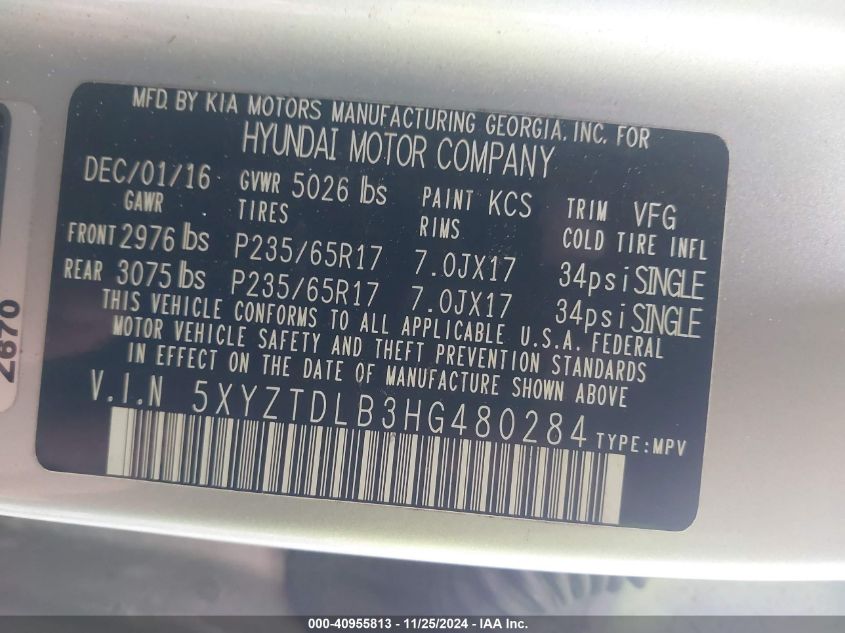 MFD. BY KIA MOTORS MANUFACTURING GEORGIA, INC. FOR
HYUNDAI MOTOR COMPANY
DEC/01/16 GVWR 5026 lbs PAINT KCS TRIM VFG
GAWR TIRES RIMS COLD TIRE INFL
FRONT 2976 lbs P235/65R17 7.0JX17 34psi SINGLE
REAR 3075 lbs P235/65R17 7.0JX17 34psi SINGLE
THIS VEHICLE CONFORMS TO ALL APPLICABLE U.S.A. FEDERAL
MOTOR VEHICLE SAFETY AND THEFT PREVENTION STANDARDS
IN EFFECT ON THE DATE OF MANUFACTURE SHOWN ABOVE
V.I.N 5XYZTDLB3HG480284 TYPE:MPV
2670
000-40955813 - 11/25/2024 - IAA Inc.